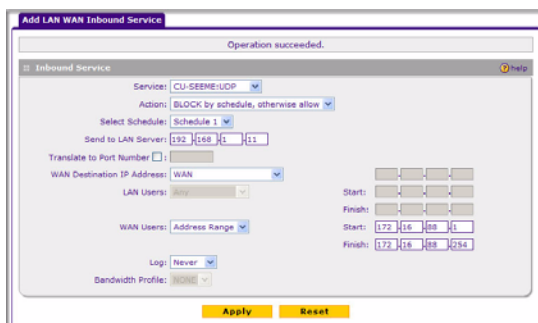 Add LAN WAN Inbound Service
Operation succeeded.
Inbound Service help
Service: CU-SEEME:UDP
Action: BLOCK by schedule, otherwise allow
Select Schedule: Schedule 1
Send to LAN Server: 192 168 1 11
Translate to Port Number :
WAN Destination IP Address: WAN
LAN Users: Any Start:
Finish:
WAN Users: Address Range Start: 172 16 88 1
Finish: 172 16 88 254
Log: Never
Bandwidth Profile: NONE
Apply Reset